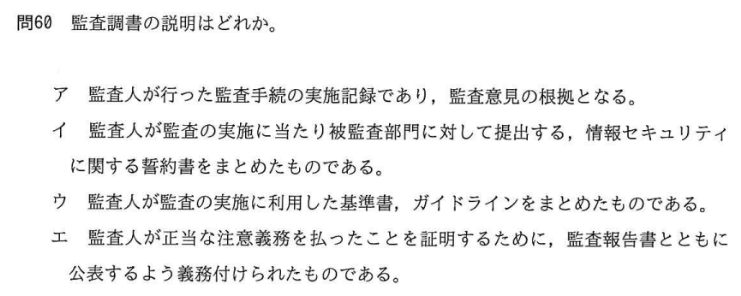 問60 監査調書の説明はどれか。
ア 監査人が行った監査手続の実施記録であり，監査意見の根拠となる。
イ 監査人が監査の実施に当たり被監査部門に対して提出する，情報セキュリティ
に関する誓約書をまとめたものである。
ウ 監査人が監査の実施に利用した基準書，ガイドラインをまとめたものである。
エ 監査人が正当な注意義務を払ったことを証明するために，監査報告書とともに
公表するよう義務付けられたものである。